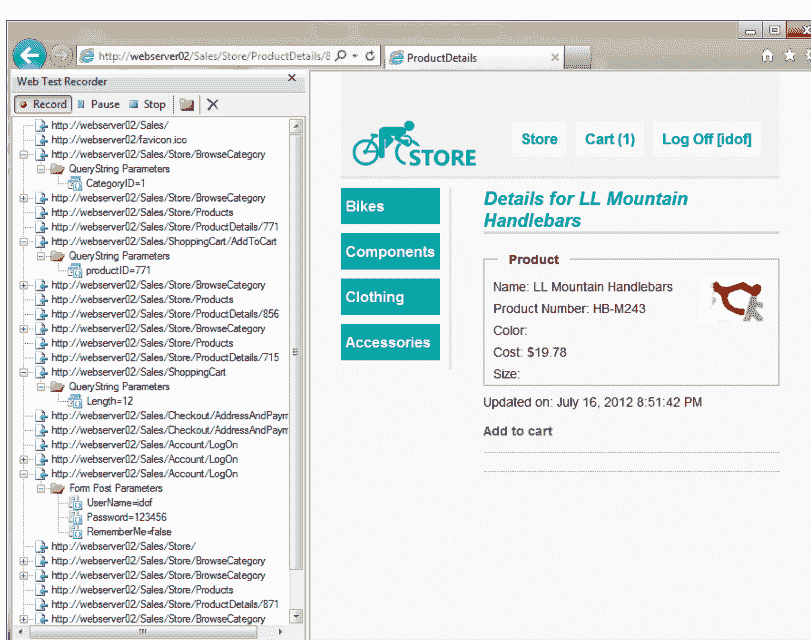 http://webserver02/Sales/Store/ProductDetails/8
ProductDetails
Web Test Recorder
Record Pause Stop
http://webserver02/Sales/
http://webserver02/favicon.ico
http://webserver02/Sales/Store/BrowseCategory
QueryString Parameters
CategoryID=1
http://webserver02/Sales/Store/BrowseCategory
http://webserver02/Sales/Store/Products
http://webserver02/Sales/Store/ProductDetails/771
http://webserver02/Sales/ShoppingCart/AddToCart
QueryString Parameters
productID=771
http://webserver02/Sales/Store/BrowseCategory
http://webserver02/Sales/Store/Products
http://webserver02/Sales/Store/ProductDetails/856
http://webserver02/Sales/Store/BrowseCategory
http://webserver02/Sales/Store/Products
http://webserver02/Sales/Store/ProductDetails/715
http://webserver02/Sales/ShoppingCart
QueryString Parameters
Length=12
http://webserver02/Sales/Checkout/AddressAndPaym
http://webserver02/Sales/Checkout/AddressAndPaym
http://webserver02/Sales/Account/LogOn
http://webserver02/Sales/Account/LogOn
http://webserver02/Sales/Account/LogOn
Form Post Parameters
UserName=idof
Password=123456
RememberMe=false
http://webserver02/Sales/Store/
http://webserver02/Sales/Store/BrowseCategory
http://webserver02/Sales/Store/BrowseCategory
http://webserver02/Sales/Store/Products
http://webserver02/Sales/Store/ProductDetails/871
http://webserver02/Sales/Store/BrowseCategory
STORE
Store Cart (1) Log Off [idof]
Bikes
Components
Clothing
Accessories
Details for LL Mountain
Handlebars
Product
Name: LL Mountain Handlebars
Product Number: HB-M243
Color:
Cost: $19.78
Size:
Updated on: July 16, 2012 8:51:42 PM
Add to cart